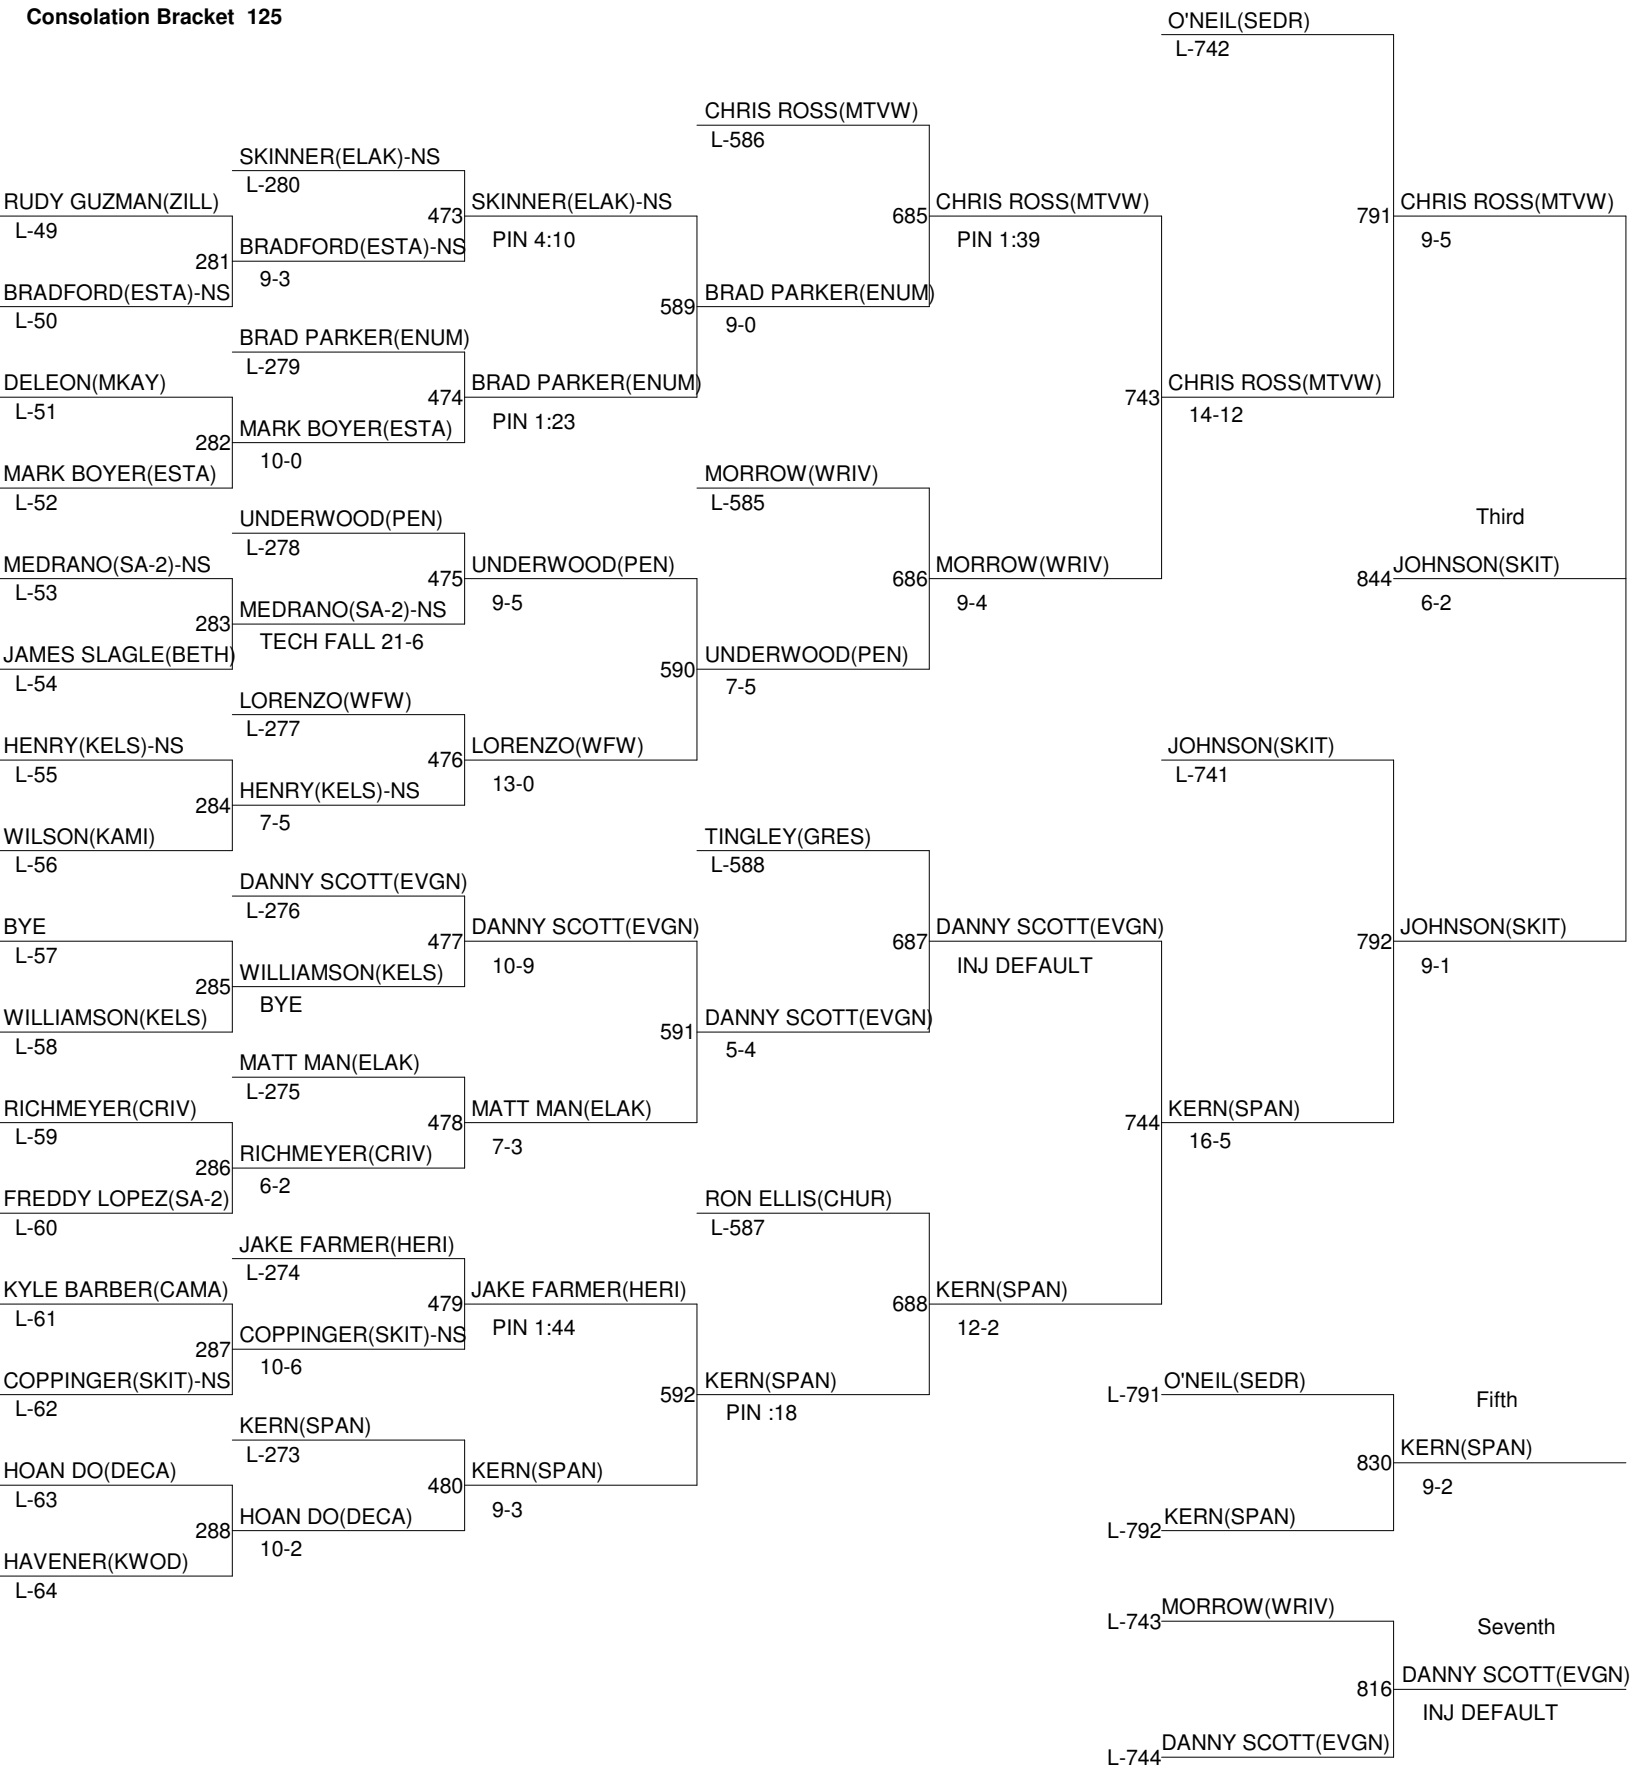 Consolation Bracket 125
RUDY GUZMAN(ZILL)
L-49
281
BRADFORD(ESTA)-NS
L-50
DELEON(MKAY)
L-51
282
MARK BOYER(ESTA)
L-52
MEDRANO(SA-2)-NS
L-53
283
JAMES SLAGLE(BETH)
L-54
HENRY(KELS)-NS
L-55
284
WILSON(KAMI)
L-56
BYE
L-57
285
WILLIAMSON(KELS)
L-58
RICHMEYER(CRIV)
L-59
286
FREDDY LOPEZ(SA-2)
L-60
KYLE BARBER(CAMA)
L-61
287
COPPINGER(SKIT)-NS
L-62
HOAN DO(DECA)
L-63
288
HAVENER(KWOD)
L-64
SKINNER(ELAK)-NS
L-280
473
BRADFORD(ESTA)-NS
9-3
BRAD PARKER(ENUM)
L-279
474
MARK BOYER(ESTA)
10-0
UNDERWOOD(PEN)
L-278
475
MEDRANO(SA-2)-NS
TECH FALL 21-6
LORENZO(WFW)
L-277
476
HENRY(KELS)-NS
7-5
DANNY SCOTT(EVGN)
L-276
477
WILLIAMSON(KELS)
BYE
MATT MAN(ELAK)
L-275
478
RICHMEYER(CRIV)
6-2
JAKE FARMER(HERI)
L-274
479
COPPINGER(SKIT)-NS
10-6
KERN(SPAN)
L-273
480
HOAN DO(DECA)
10-2
SKINNER(ELAK)-NS
PIN 4:10
589
BRAD PARKER(ENUM)
PIN 1:23
UNDERWOOD(PEN)
9-5
590
LORENZO(WFW)
13-0
DANNY SCOTT(EVGN)
10-9
591
MATT MAN(ELAK)
7-3
JAKE FARMER(HERI)
PIN 1:44
592
KERN(SPAN)
9-3
CHRIS ROSS(MTVW)
L-586
685
BRAD PARKER(ENUM)
9-0
MORROW(WRIV)
L-585
686
UNDERWOOD(PEN)
7-5
TINGLEY(GRES)
L-588
687
DANNY SCOTT(EVGN)
5-4
RON ELLIS(CHUR)
L-587
688
KERN(SPAN)
PIN :18
CHRIS ROSS(MTVW)
PIN 1:39
743
MORROW(WRIV)
9-4
DANNY SCOTT(EVGN)
INJ DEFAULT
744
KERN(SPAN)
12-2
O'NEIL(SEDR)
L-742
791
CHRIS ROSS(MTVW)
14-12
JOHNSON(SKIT)
L-741
792
KERN(SPAN)
16-5
CHRIS ROSS(MTVW)
9-5
Third
844
JOHNSON(SKIT)
6-2
JOHNSON(SKIT)
9-1
L-791
O'NEIL(SEDR)
Fifth
830
KERN(SPAN)
9-2
L-792
KERN(SPAN)
L-743
MORROW(WRIV)
Seventh
816
DANNY SCOTT(EVGN)
INJ DEFAULT
L-744
DANNY SCOTT(EVGN)